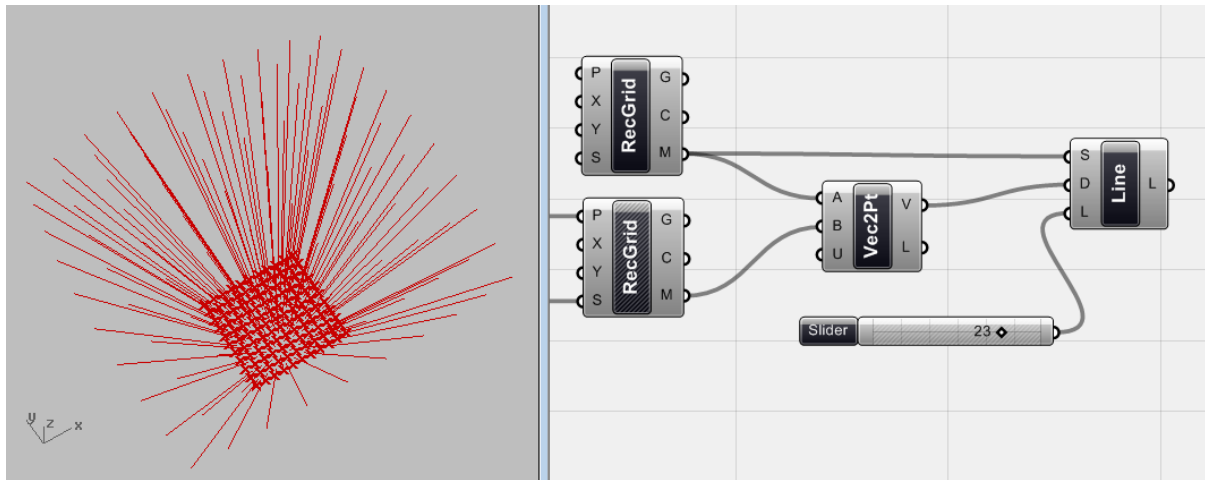 P
X
Y
S
RecGrid
G
C
M
P
X
Y
S
RecGrid
G
C
M
A
B
U
Vec2Pt
V
L
S
D
L
Line
L
Slider 23
y z x